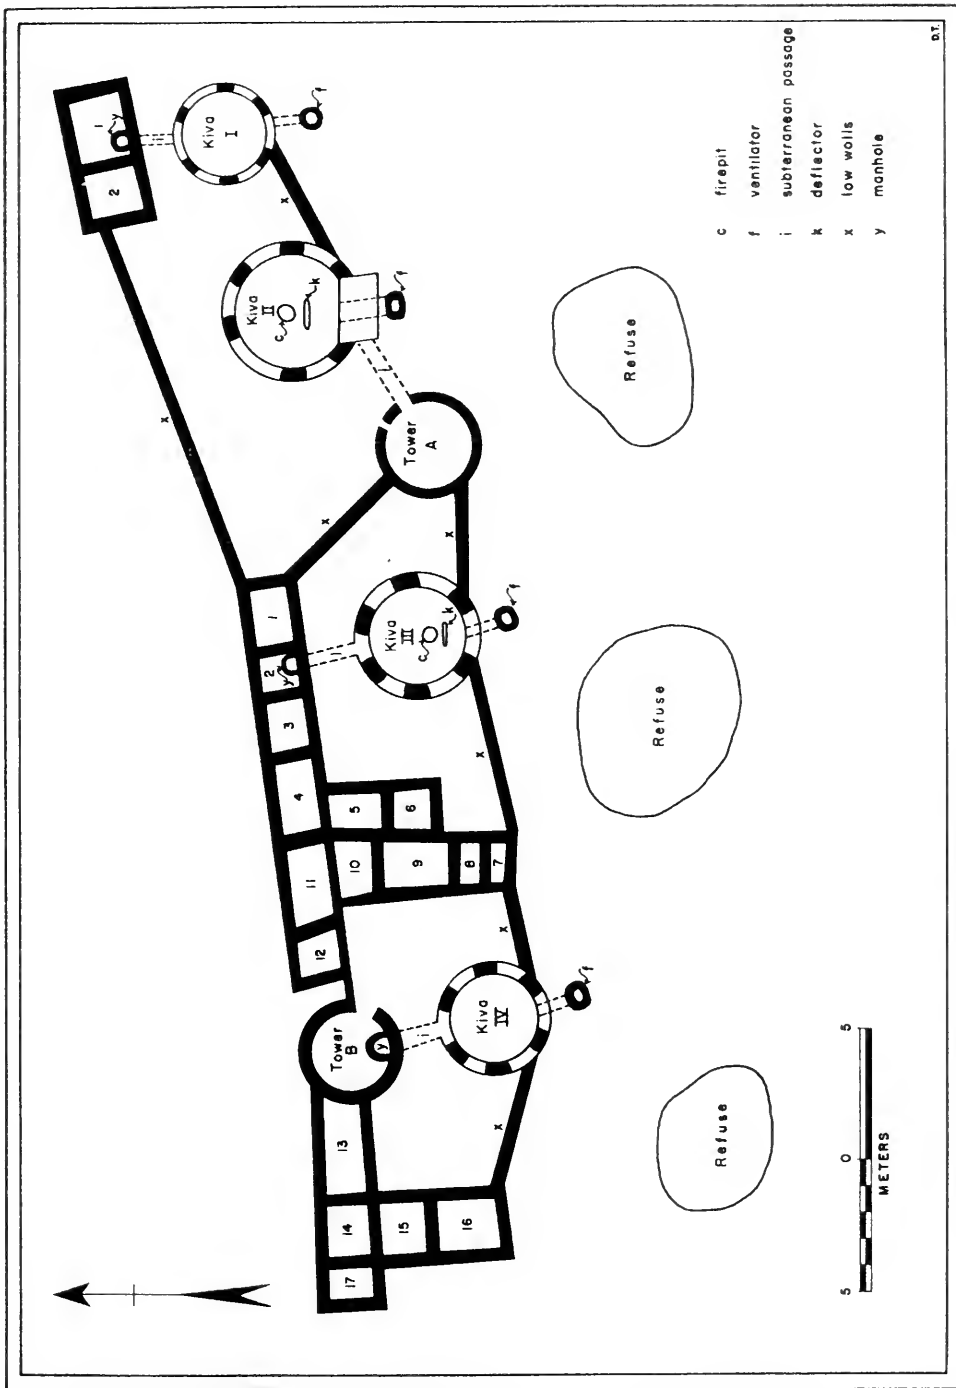 1
y
2
i
Kiva
I
f
x
Kiva
II
c
k
f
x
i
Tower
A
x
x
1
2
y
i
3
Kiva
III
c
k
f
4
x
5
6
11
10
9
8
7
12
x
Tower
B
y
i
Kiva
IV
f
13
x
14
15
16
17
Refuse
Refuse
Refuse
c firepit
f ventilator
i subterranean passage
k deflector
x low walls
y manhole
5 0 5
METERS
D.T.